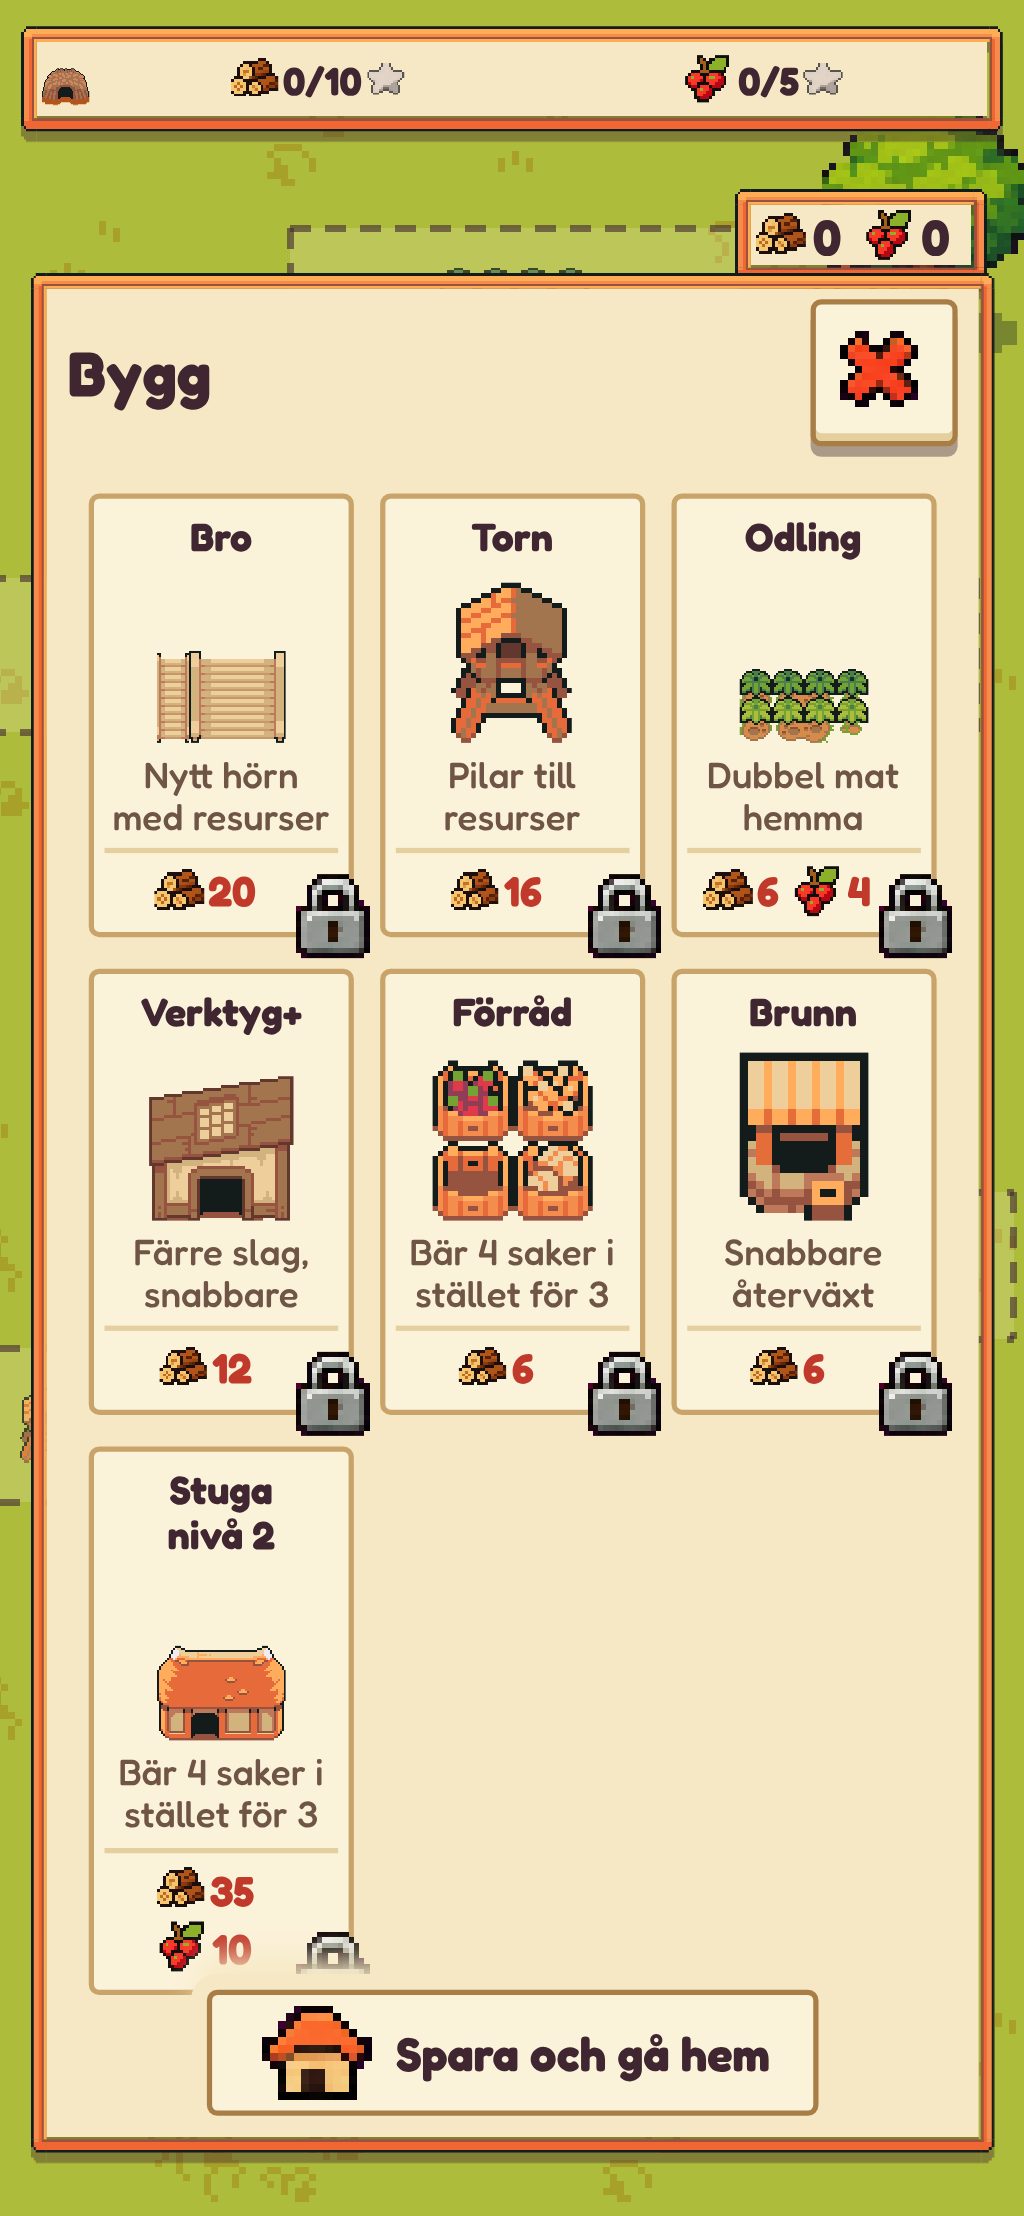 0/10 0/5
0 0
Bygg
Bro
Nytt hörn
med resurser
20
Torn
Pilar till
resurser
16
Odling
Dubbel mat
hemma
6 4
Verktyg+
Färre slag,
snabbare
12
Förråd
Bär 4 saker i
stället för 3
6
Brunn
Snabbare
återväxt
6
Stuga
nivå 2
Bär 4 saker i
stället för 3
35
10
Spara och gå hem